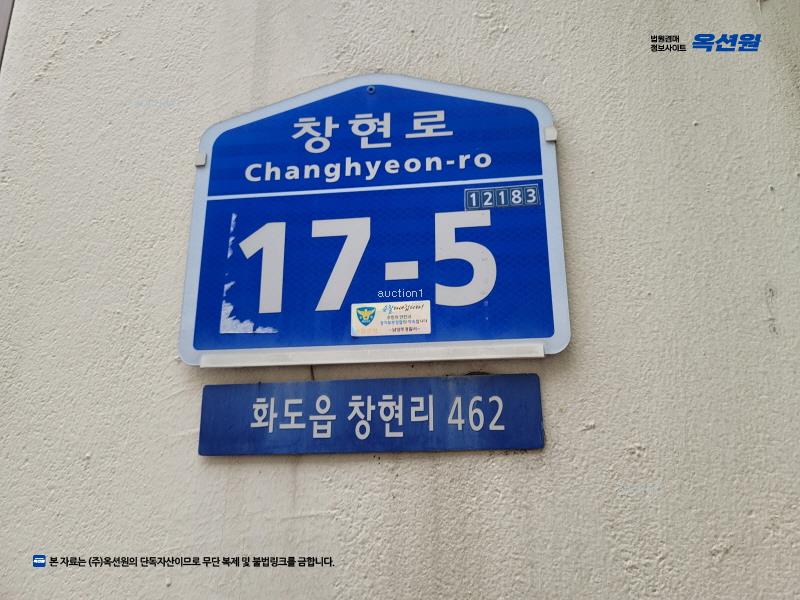 법원경매
정보사이트 옥션원
창현로
Changhyeon-ro
12183
17-5
auction1
화도읍 창현리 462
본 자료는 (주)옥션원의 단독자산이므로 무단 복제 및 불법링크를 금합니다.